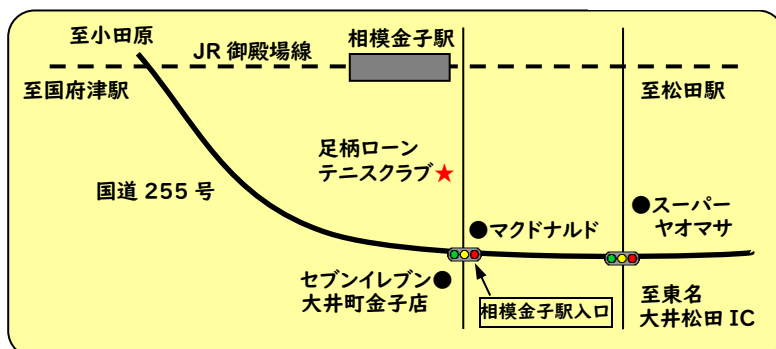 至小田原
JR 御殿場線
相模金子駅
至国府津駅
至松田駅
足柄ローン
テニスクラブ★
国道 255 号
●スーパー
ヤオマサ
●マクドナルド
セブンイレブン●
大井町金子店
相模金子駅入口
至東名
大井松田 IC